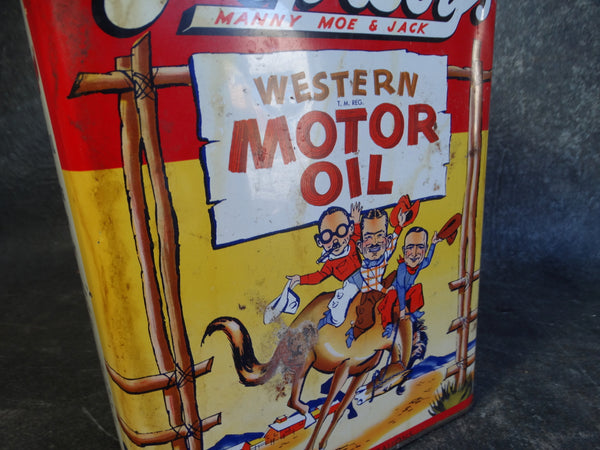 MANNY MOE & JACK
WESTERN
T. M. REG.
MOTOR
OIL